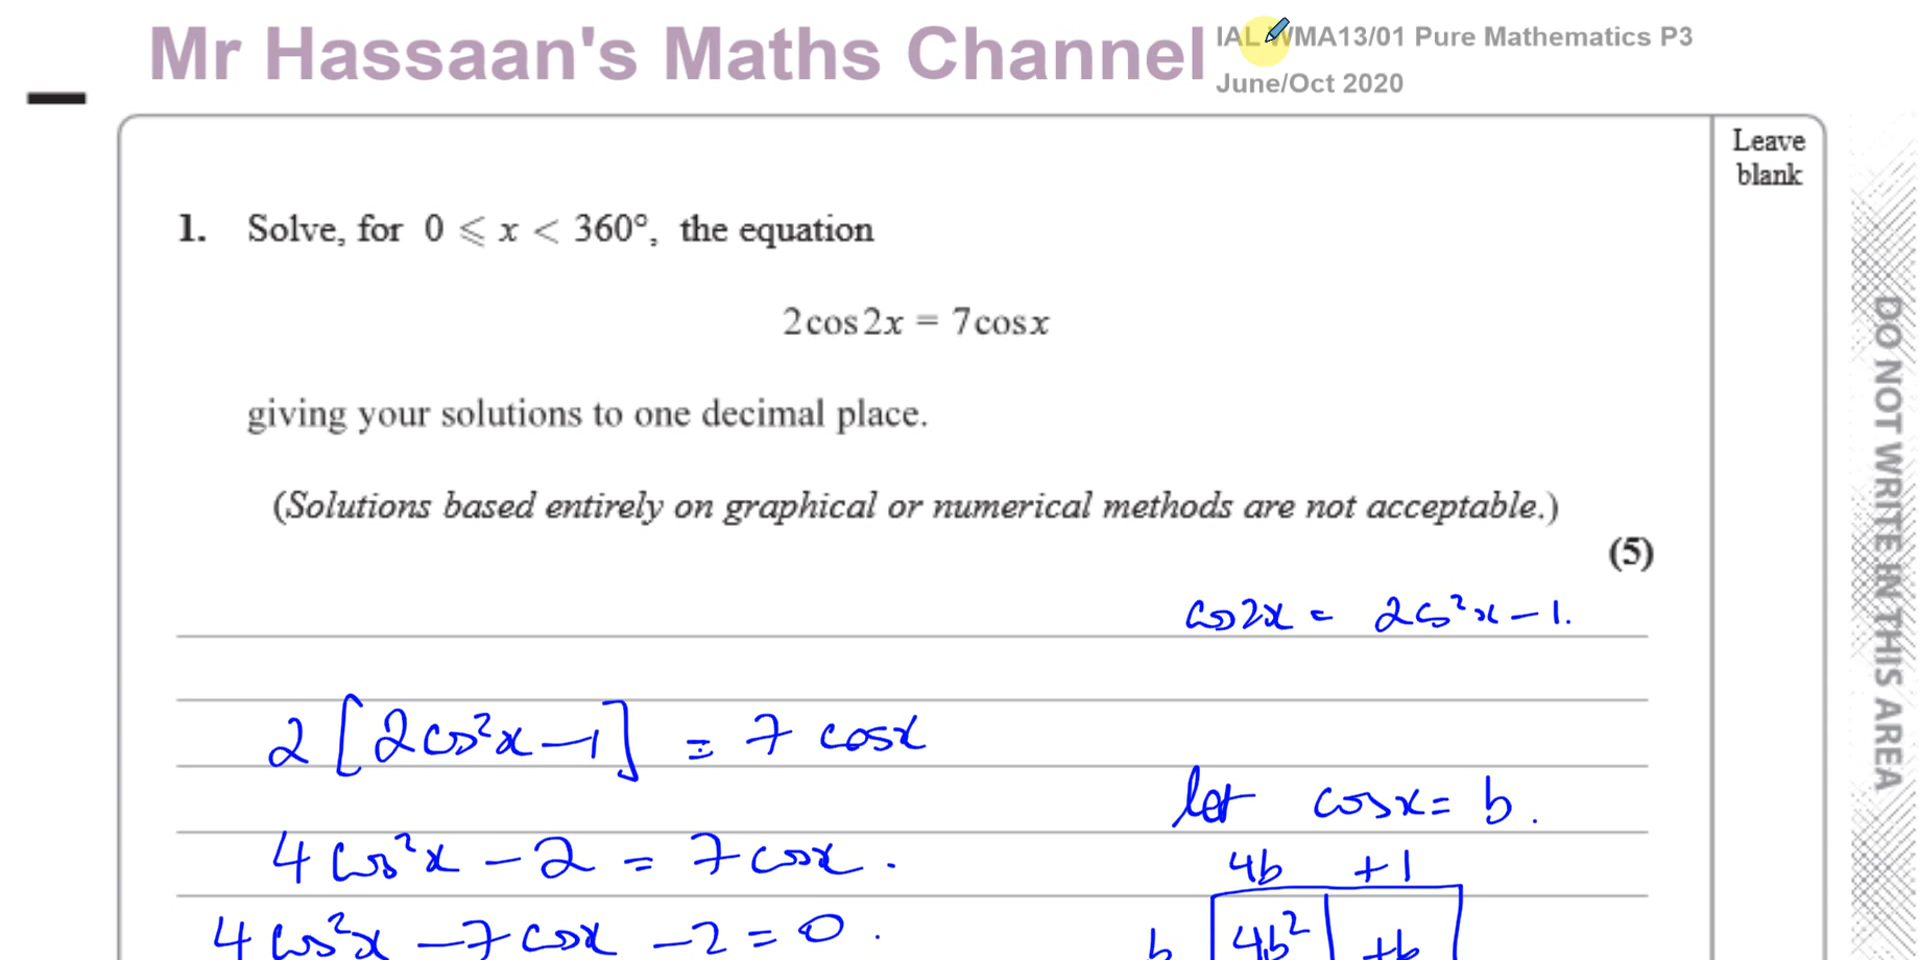 Mr Hassaan's Maths Channel
IAL WMA13/01 Pure Mathematics P3
June/Oct 2020
Leave
blank
1. Solve, for 0 ⩽ x < 360°, the equation
2cos2x = 7cosx
giving your solutions to one decimal place.
(Solutions based entirely on graphical or numerical methods are not acceptable.)
(5)
cos2x = 2cos²x − 1.
2[2cos²x − 1] = 7 cosx
let cosx = b.
4cos²x − 2 = 7cosx.
4b +1
4cos²x − 7cosx − 2 = 0.
b 4b² +b
DO NOT WRITE IN THIS AREA